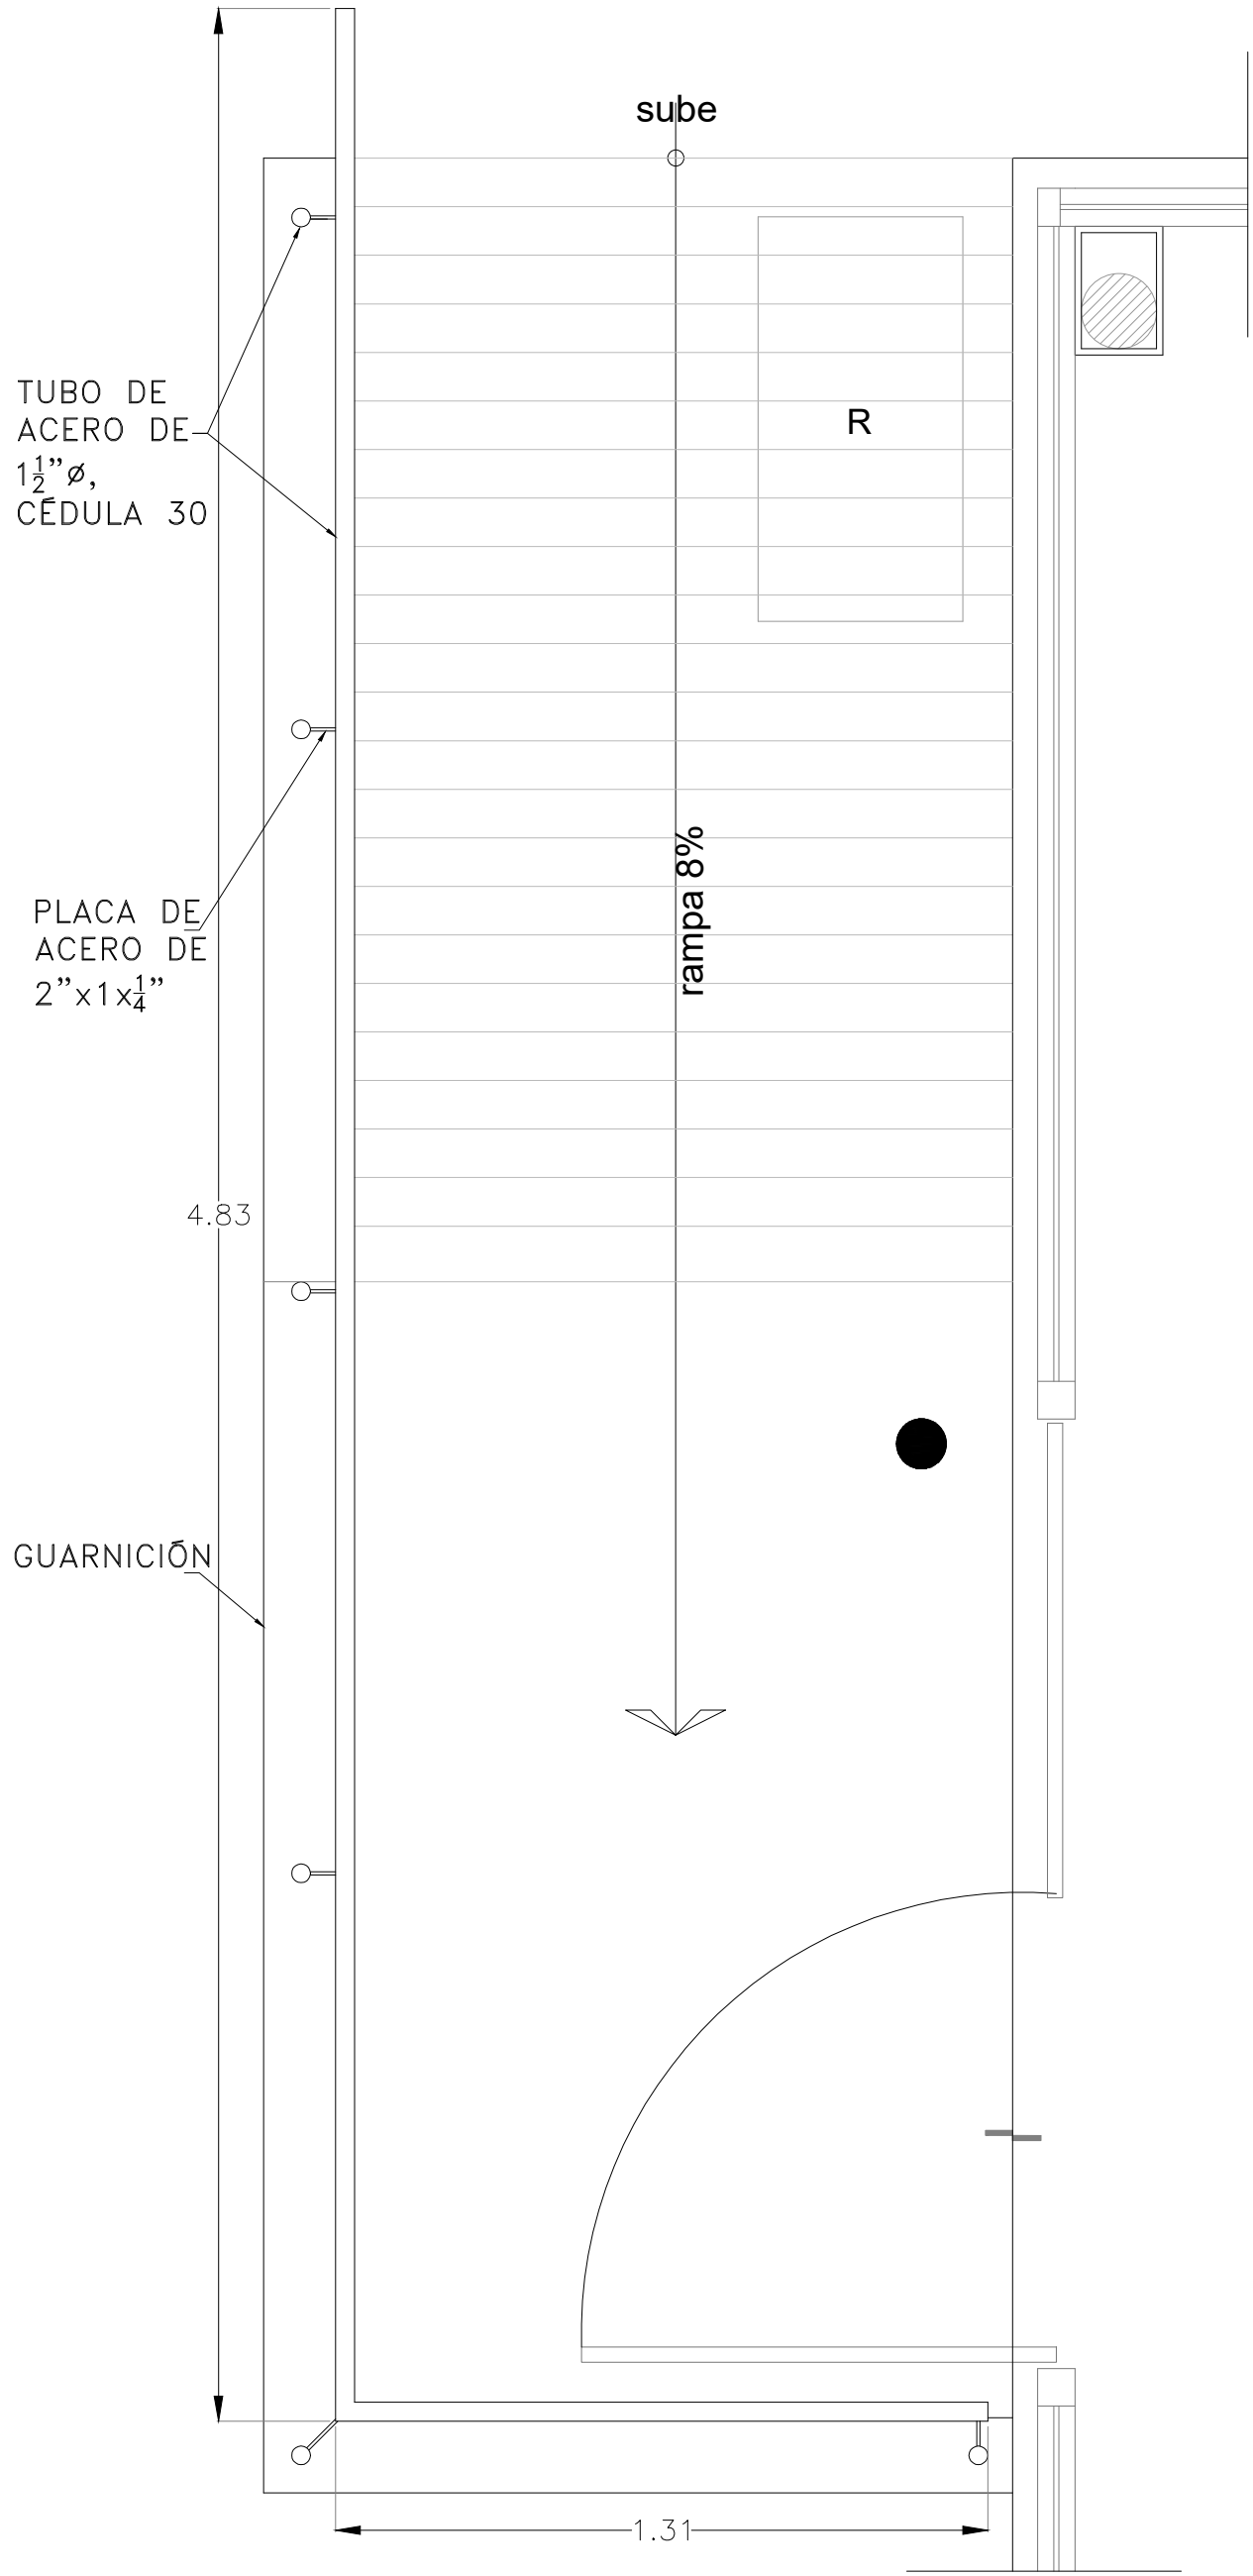 sube
TUBO DE
ACERO DE
1½"ø,
CÉDULA 30
R
rampa 8%
PLACA DE
ACERO DE
2"x1x¼"
4.83
GUARNICIÓN
1.31